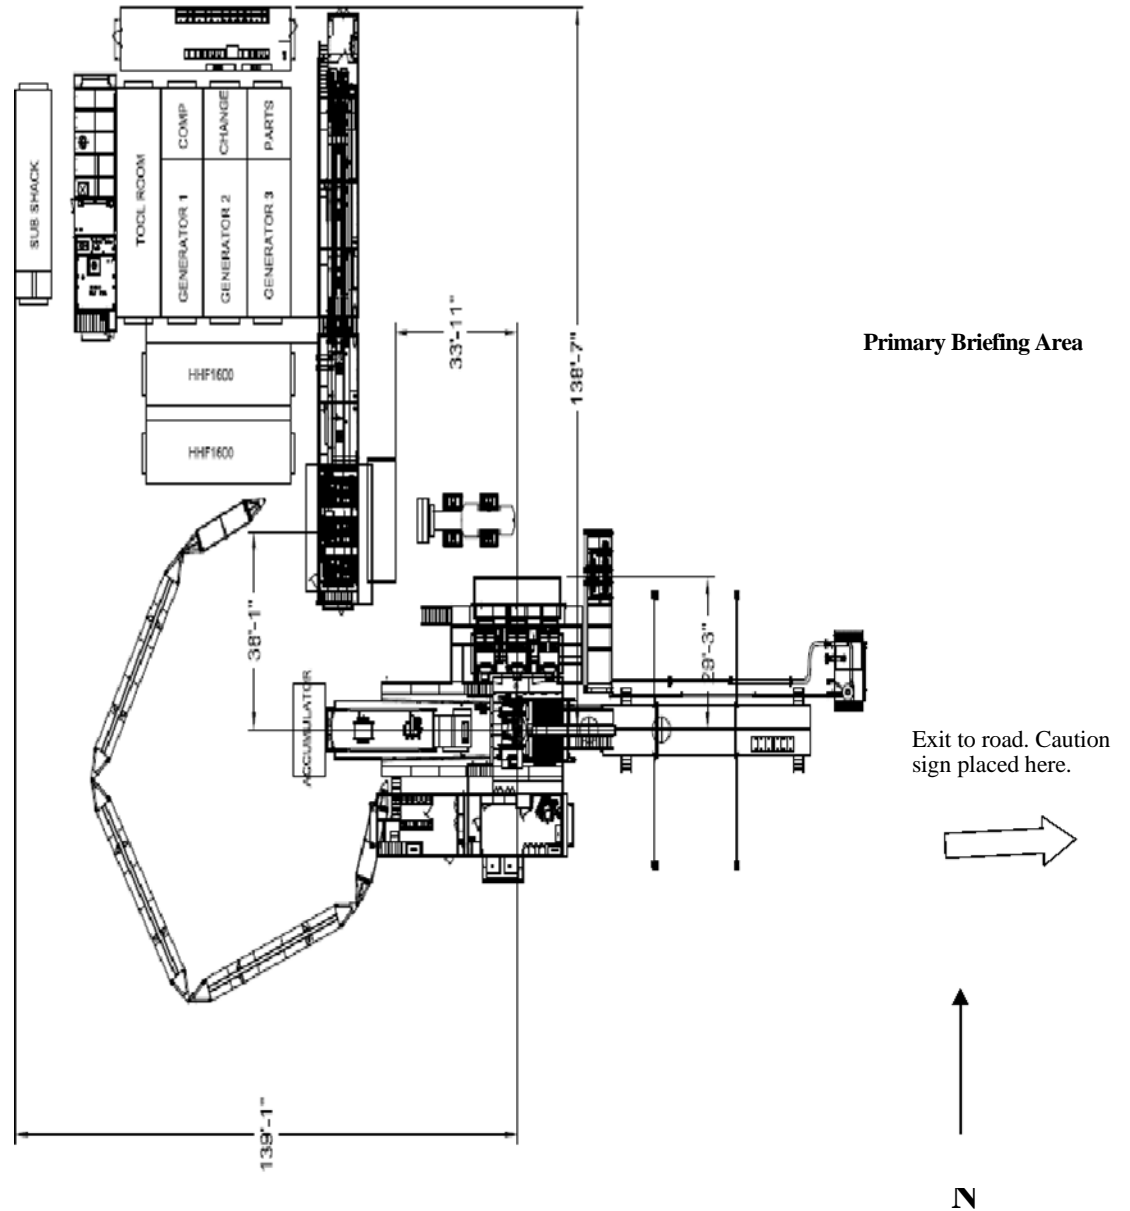 SUB SHACK
TOOL ROOM
COMP
CHANGE
PARTS
GENERATOR 1
GENERATOR 2
GENERATOR 3
HHF1600
HHF1600
33'-11"
138'-7"
Primary Briefing Area
38'-1"
29'-3"
ACCUMULATOR
Exit to road. Caution
sign placed here.
139'-1"
N